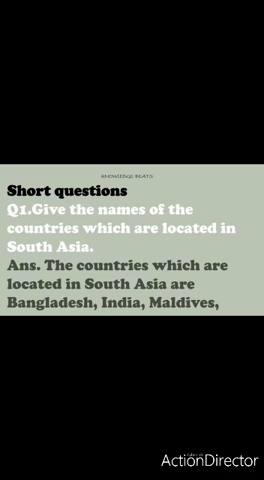 KNOWLEDGE BEATS
Short questions
Q1.Give the names of the
countries which are located in
South Asia.
Ans. The countries which are
located in South Asia are
Bangladesh, India, Maldives,
ActionDirector